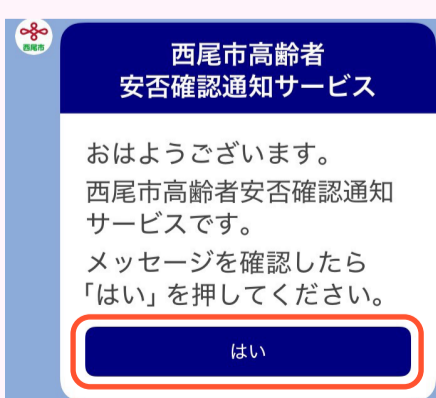 西尾市
西尾市高齢者
安否確認通知サービス
おはようございます。
西尾市高齢者安否確認通知
サービスです。
メッセージを確認したら
「はい」を押してください。
はい